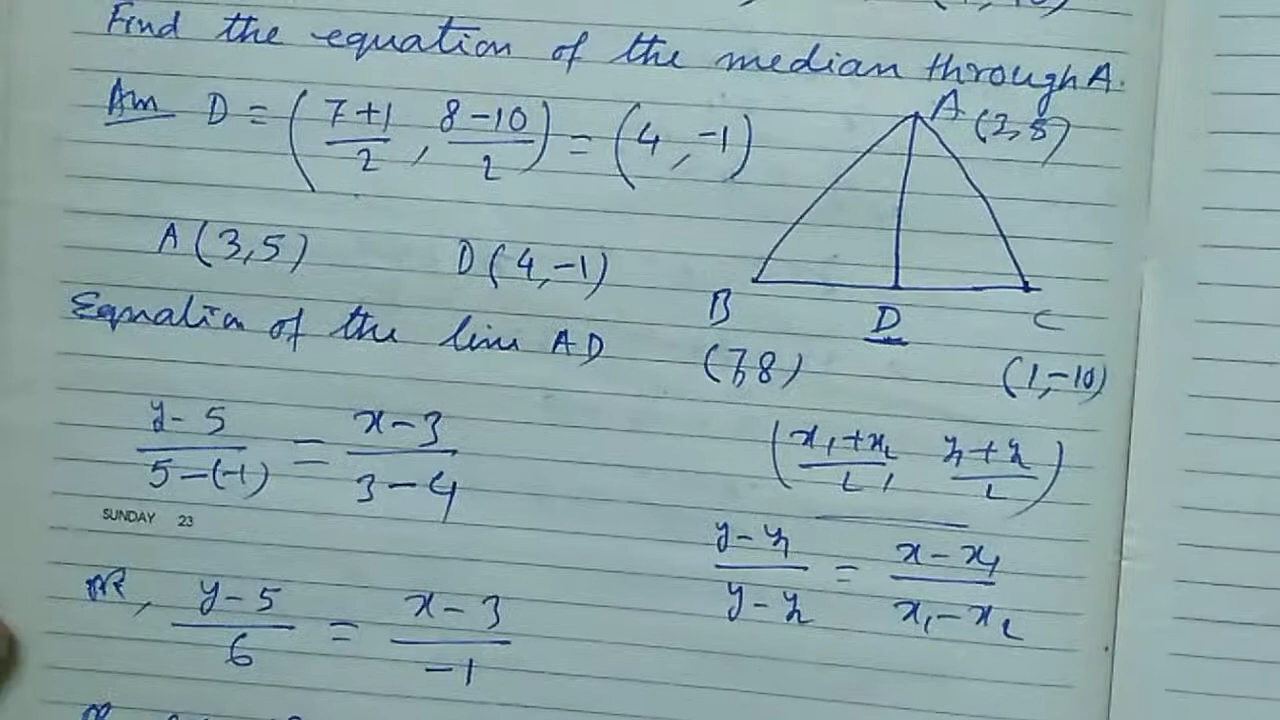 Find the equation of the median through A.
Ans D = (7+1/2, 8-10/2) = (4, -1)
A (3,5)
A (3,5) D(4,-1)
B D C
Equation of the line AD
(7,8) (1,-10)
y-5/5-(-1) = x-3/3-4
(x₁+x₂/2, y₁+y₂/2)
SUNDAY 23
y-y₁/y-y₂ = x-x₁/x₁-x₂
or, y-5/6 = x-3/-1